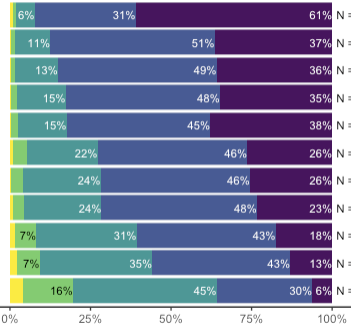 6% 31% 61% N =
11% 51% 37% N =
13% 49% 36% N =
15% 48% 35% N =
15% 45% 38% N =
22% 46% 26% N =
24% 46% 26% N =
24% 48% 23% N =
7% 31% 43% 18% N =
7% 35% 43% 13% N =
16% 45% 30% 6% N =
0% 25% 50% 75% 100%